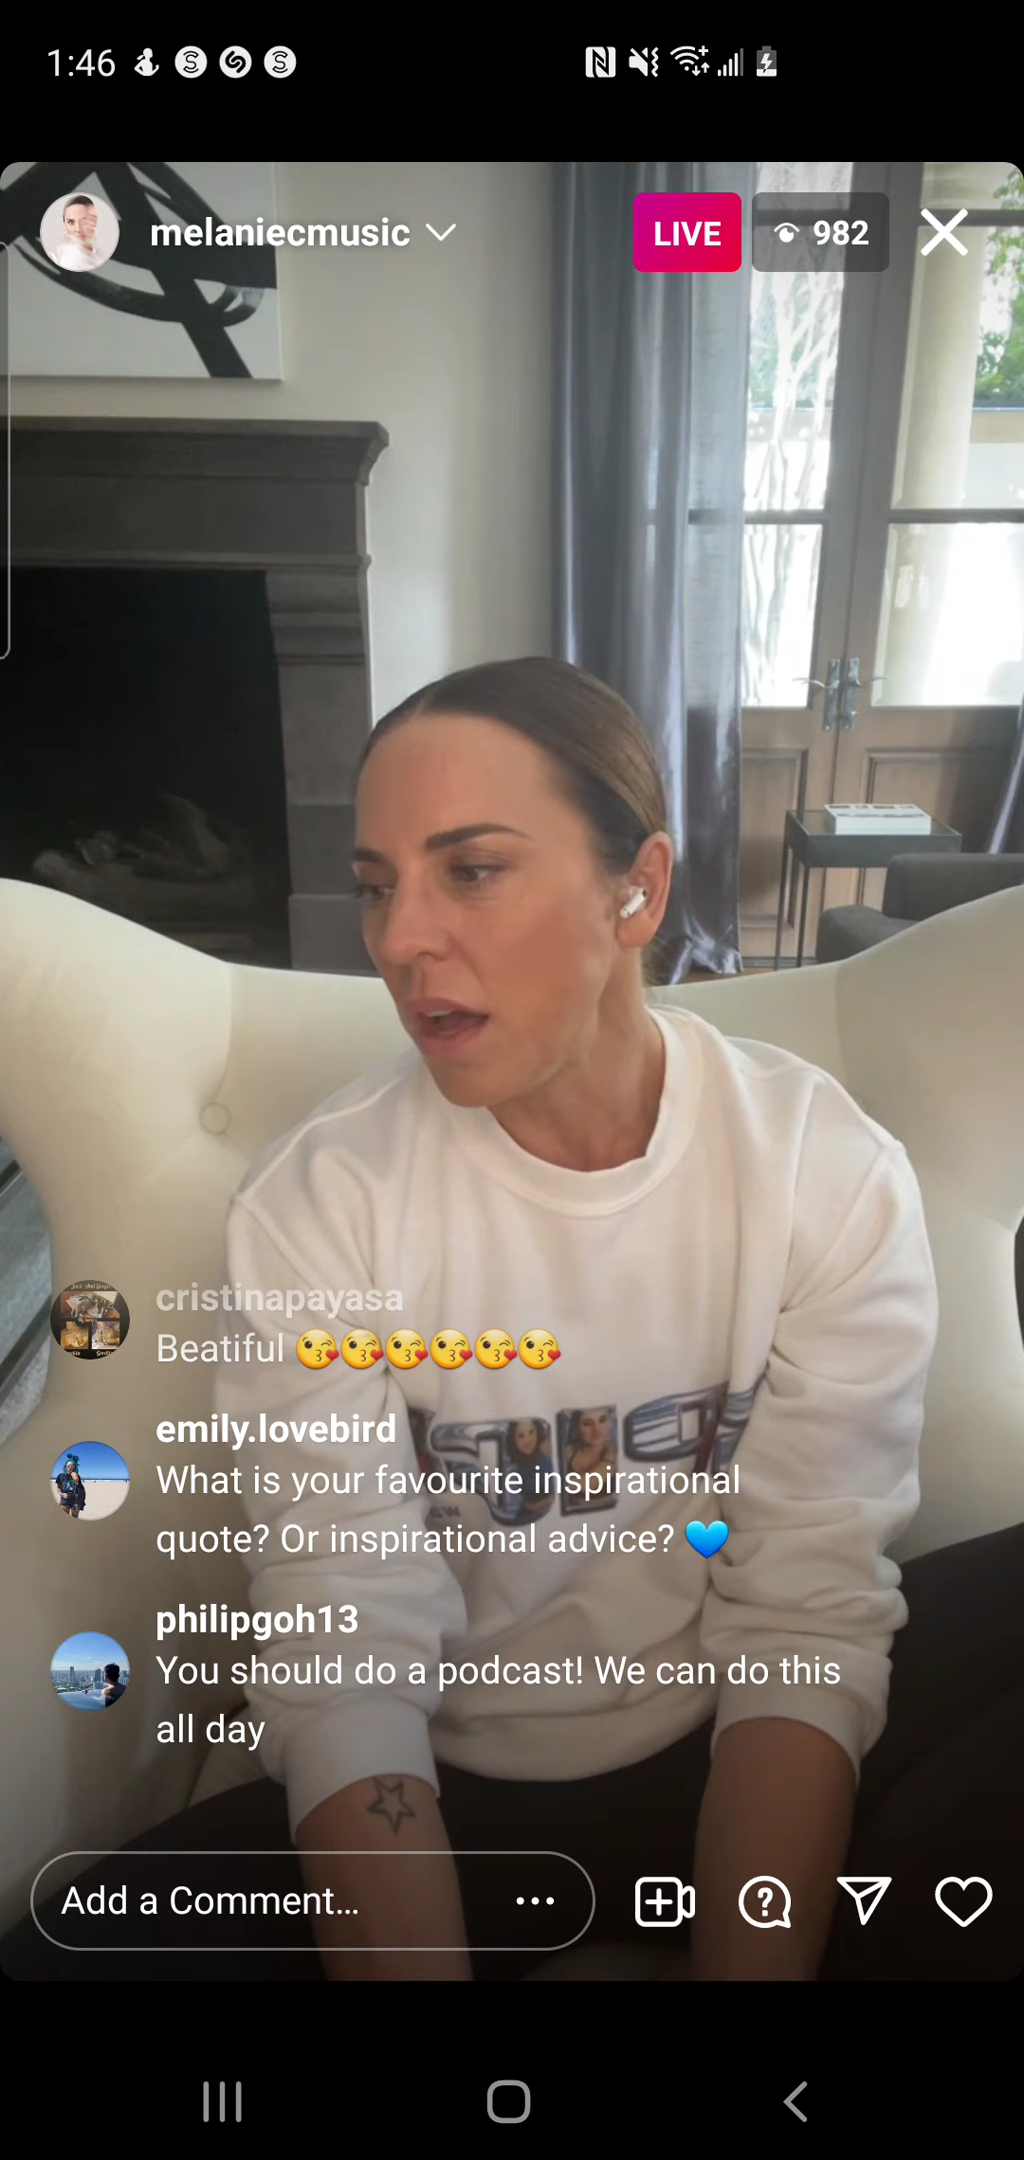 1:46
melaniecmusic
LIVE
982
cristinapayasa
Beatiful 😘😘😘😘😘😘
emily.lovebird
What is your favourite inspirational
quote? Or inspirational advice? 💙
philipgoh13
You should do a podcast! We can do this
all day
Add a Comment...